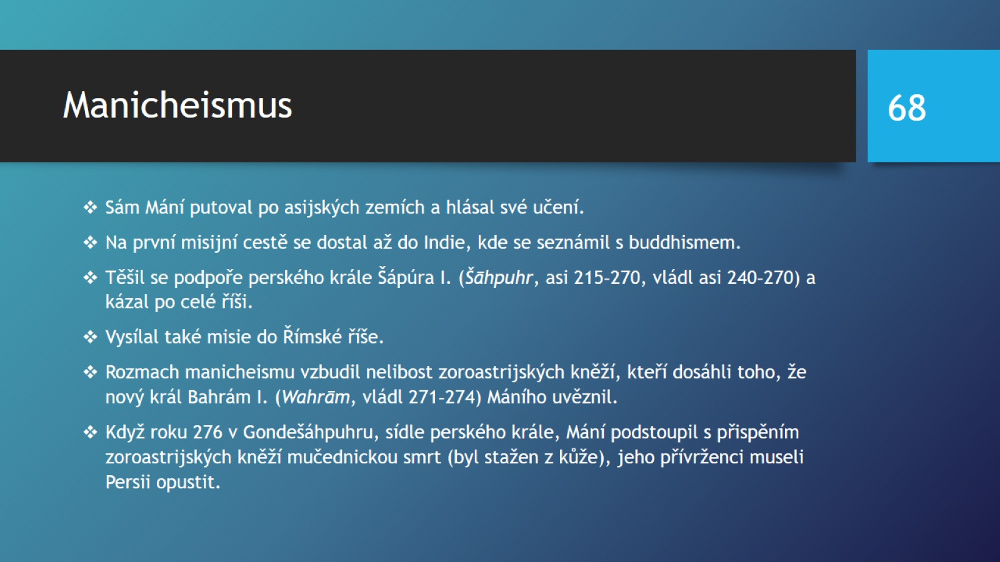 Manicheismus
68
❖ Sám Mání putoval po asijských zemích a hlásal své učení.
❖ Na první misijní cestě se dostal až do Indie, kde se seznámil s buddhismem.
❖ Těšil se podpoře perského krále Šápúra I. (Šāhpuhr, asi 215-270, vládl asi 240-270) a
kázal po celé říši.
❖ Vysílal také misie do Římské říše.
❖ Rozmach manicheismu vzbudil nelibost zoroastrijských kněží, kteří dosáhli toho, že
nový král Bahrám I. (Wahrām, vládl 271-274) Máního uvěznil.
❖ Když roku 276 v Gondešáhpuhru, sídle perského krále, Mání podstoupil s přispěním
zoroastrijských kněží mučednickou smrt (byl stažen z kůže), jeho přívrženci museli
Persii opustit.